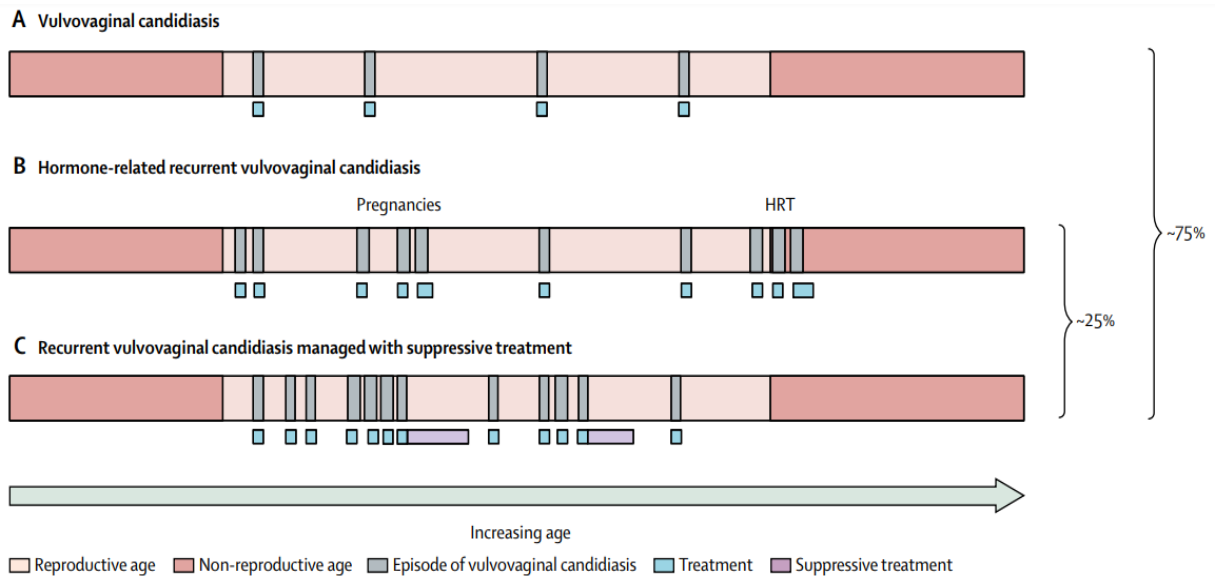 A Vulvovaginal candidiasis
B Hormone-related recurrent vulvovaginal candidiasis
Pregnancies
HRT
~75%
~25%
C Recurrent vulvovaginal candidiasis managed with suppressive treatment
Increasing age
Reproductive age
Non-reproductive age
Episode of vulvovaginal candidiasis
Treatment
Suppressive treatment